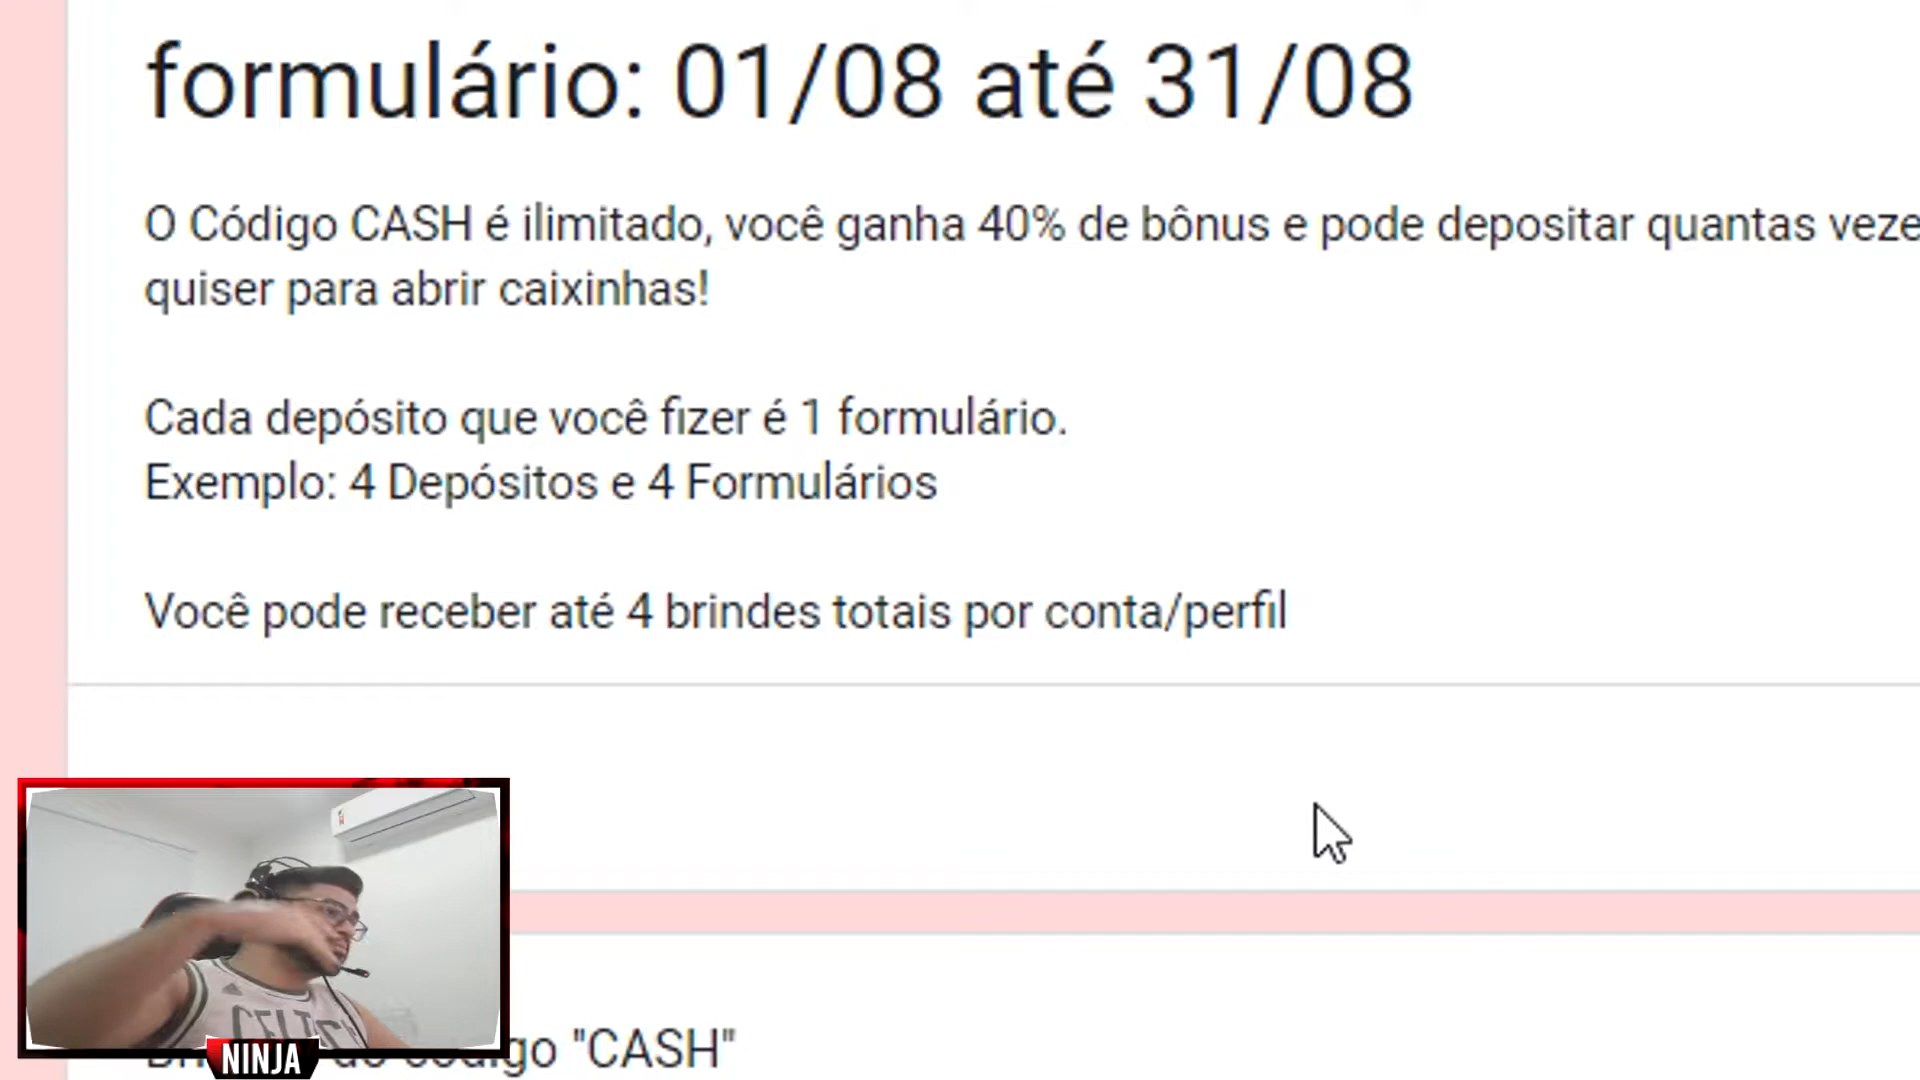 formulário: 01/08 até 31/08
O Código CASH é ilimitado, você ganha 40% de bônus e pode depositar quantas veze
quiser para abrir caixinhas!
Cada depósito que você fizer é 1 formulário.
Exemplo: 4 Depósitos e 4 Formulários
Você pode receber até 4 brindes totais por conta/perfil
do código "CASH"
NINJA